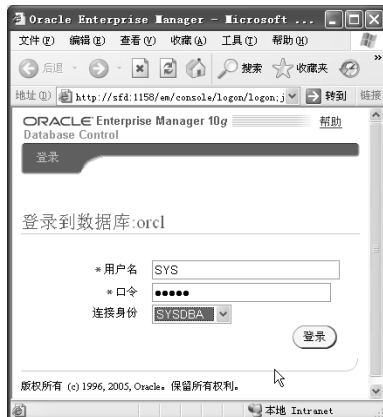 Oracle Enterprise Manager - Microsoft ...
文件(F) 编辑(E) 查看(V) 收藏(A) 工具(T) 帮助(H)
后退 搜索 收藏夹 »
地址(D) http://sfd:1158/em/console/logon/logon;j 转到 链接
ORACLE Enterprise Manager 10g 帮助
Database Control
登录
登录到数据库:orcl
* 用户名 SYS
* 口令 ●●●●●
连接身份 SYSDBA
登录
版权所有 (c) 1996, 2005, Oracle。保留所有权利。
本地 Intranet